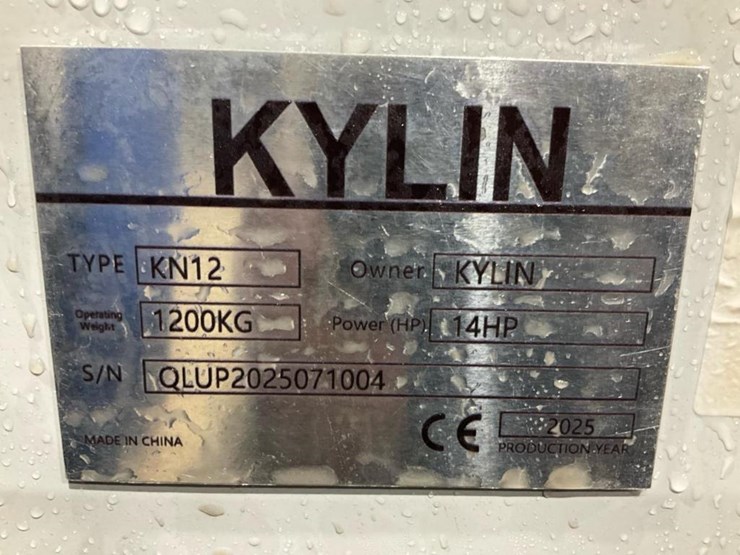 KYLIN
TYPE KN12 Owner KYLIN
Operating Weight 1200KG Power (HP) 14HP
S/N QLUP2025071004
MADE IN CHINA CE 2025
PRODUCTION YEAR